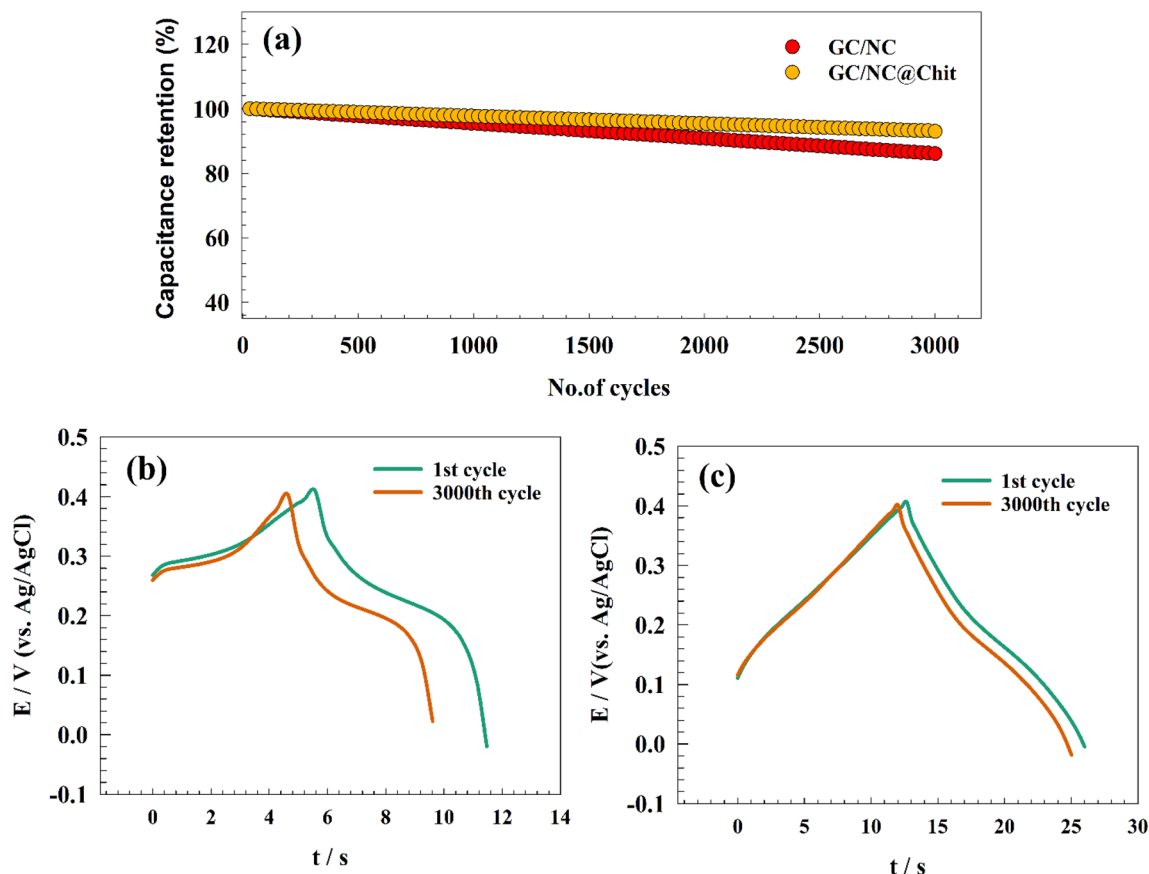 (a)
GC/NC
GC/NC@Chit
Capacitance retention (%)
120
100
80
60
40
0 500 1000 1500 2000 2500 3000
No.of cycles
(b)
1st cycle
3000th cycle
E / V (vs. Ag/AgCl)
0.5
0.4
0.3
0.2
0.1
0.0
-0.1
0 2 4 6 8 10 12 14
t / s
(c)
1st cycle
3000th cycle
E / V(vs. Ag/AgCl)
0.5
0.4
0.3
0.2
0.1
0.0
-0.1
0 5 10 15 20 25 30
t / s